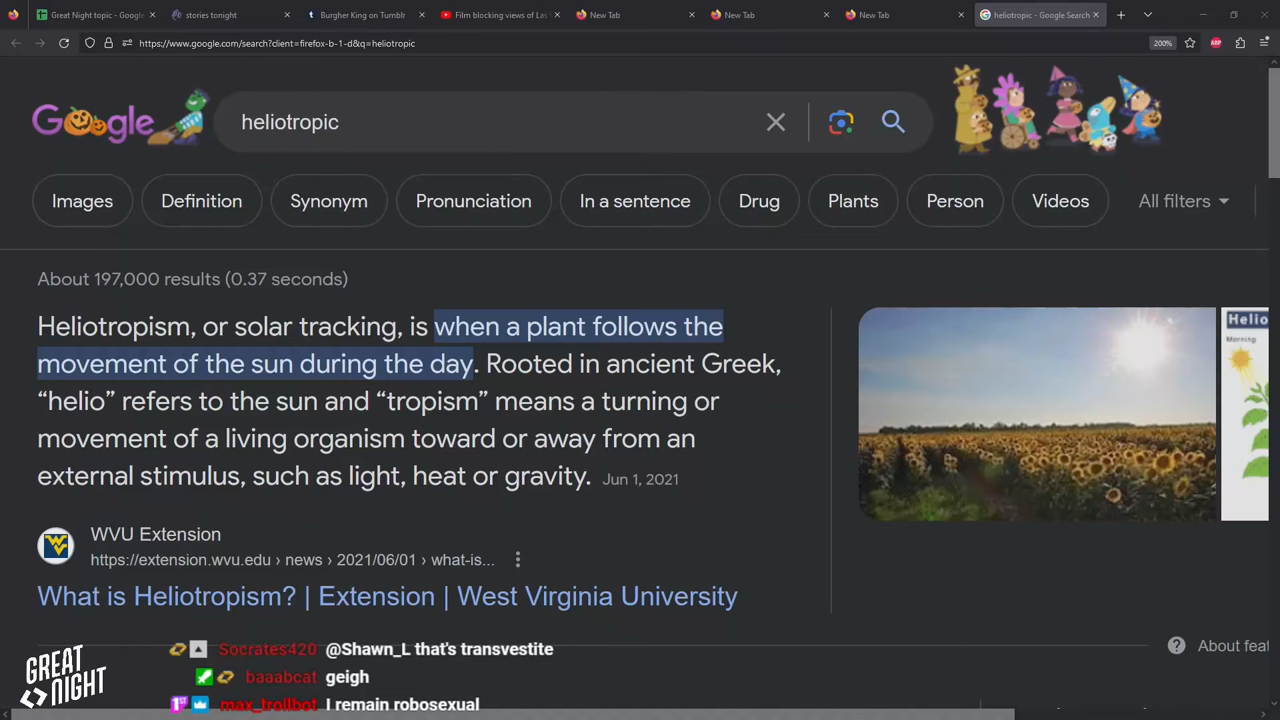 Great Night topic - Google
stories tonight
Burgher King on Tumblr
Film blocking views of Las
New Tab
New Tab
New Tab
heliotropic - Google Search
https://www.google.com/search?client=firefox-b-1-d&q=heliotropic
200%
ABP
Google
heliotropic
Images
Definition
Synonym
Pronunciation
In a sentence
Drug
Plants
Person
Videos
All filters
About 197,000 results (0.37 seconds)
Heliotropism, or solar tracking, is when a plant follows the
movement of the sun during the day. Rooted in ancient Greek,
“helio” refers to the sun and “tropism” means a turning or
movement of a living organism toward or away from an
external stimulus, such as light, heat or gravity. Jun 1, 2021
Helio
Morning
WVU Extension
https://extension.wvu.edu › news › 2021/06/01 › what-is...
What is Heliotropism? | Extension | West Virginia University
About feat
Socrates420 @Shawn_L that's transvestite
baaabcat geigh
1ST max_trollbot I remain robosexual
GREAT
NIGHT